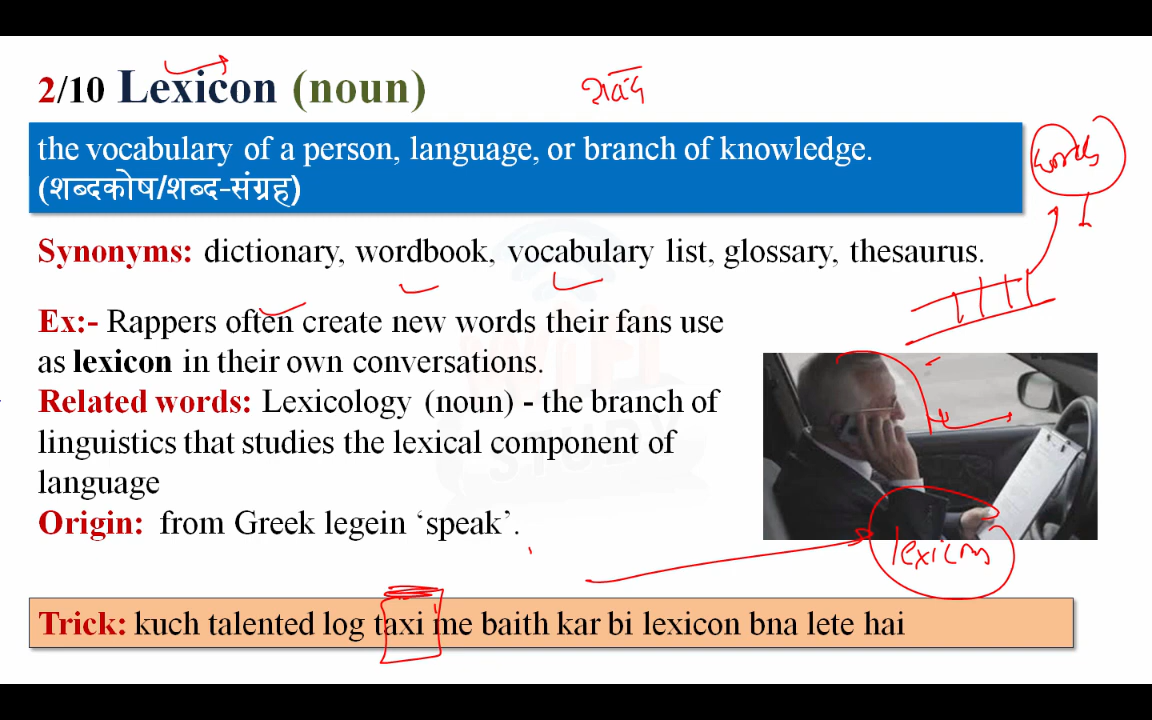 2/10 Lexicon (noun)
the vocabulary of a person, language, or branch of knowledge.
(शब्दकोष/शब्द-संग्रह)
words
Synonyms: dictionary, wordbook, vocabulary list, glossary, thesaurus.
Ex:- Rappers often create new words their fans use
as lexicon in their own conversations.
Related words: Lexicology (noun) - the branch of
linguistics that studies the lexical component of
language
Origin: from Greek legein ‘speak’.
lexicon
WiFi
STUDY
Trick: kuch talented log taxi me baith kar bi lexicon bna lete hai